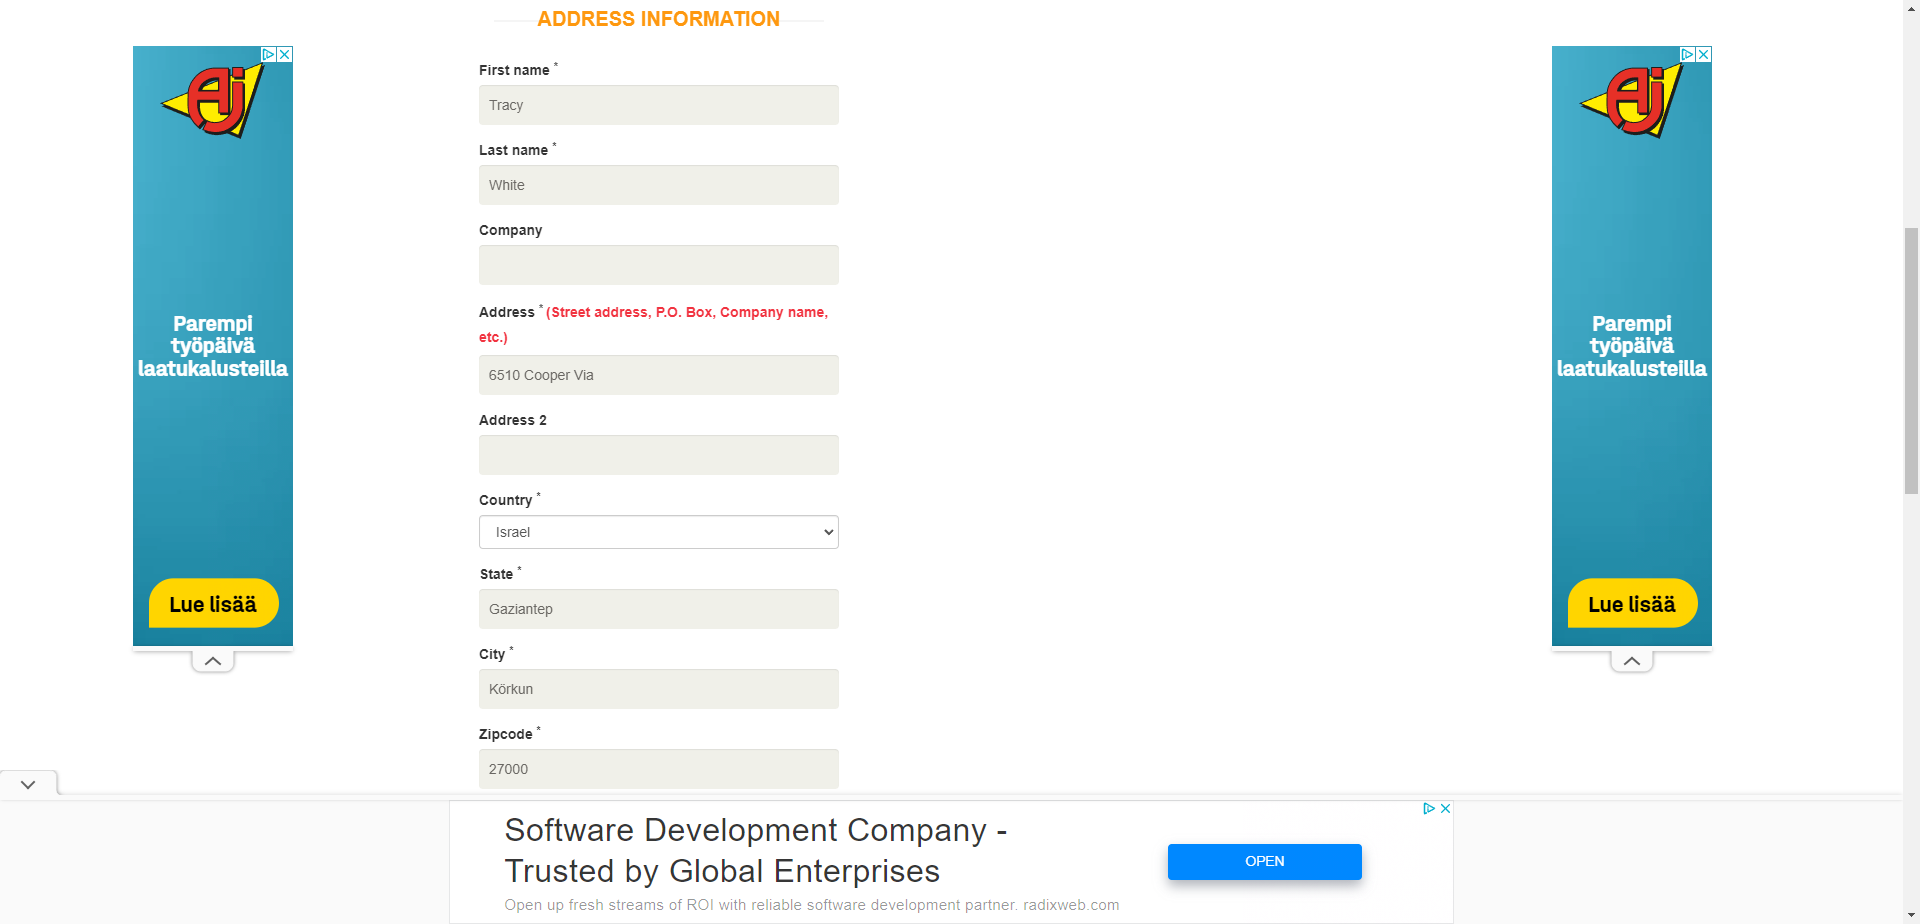 ADDRESS INFORMATION
First name *
Tracy
Last name *
White
Company
Address * (Street address, P.O. Box, Company name,
etc.)
6510 Cooper Via
Address 2
Country *
Israel
State *
Gaziantep
City *
Körkun
Zipcode *
27000
Aj
Parempi
työpäivä
laatukalusteilla
Lue lisää
Aj
Parempi
työpäivä
laatukalusteilla
Lue lisää
Software Development Company -
Trusted by Global Enterprises
Open up fresh streams of ROI with reliable software development partner. radixweb.com
OPEN